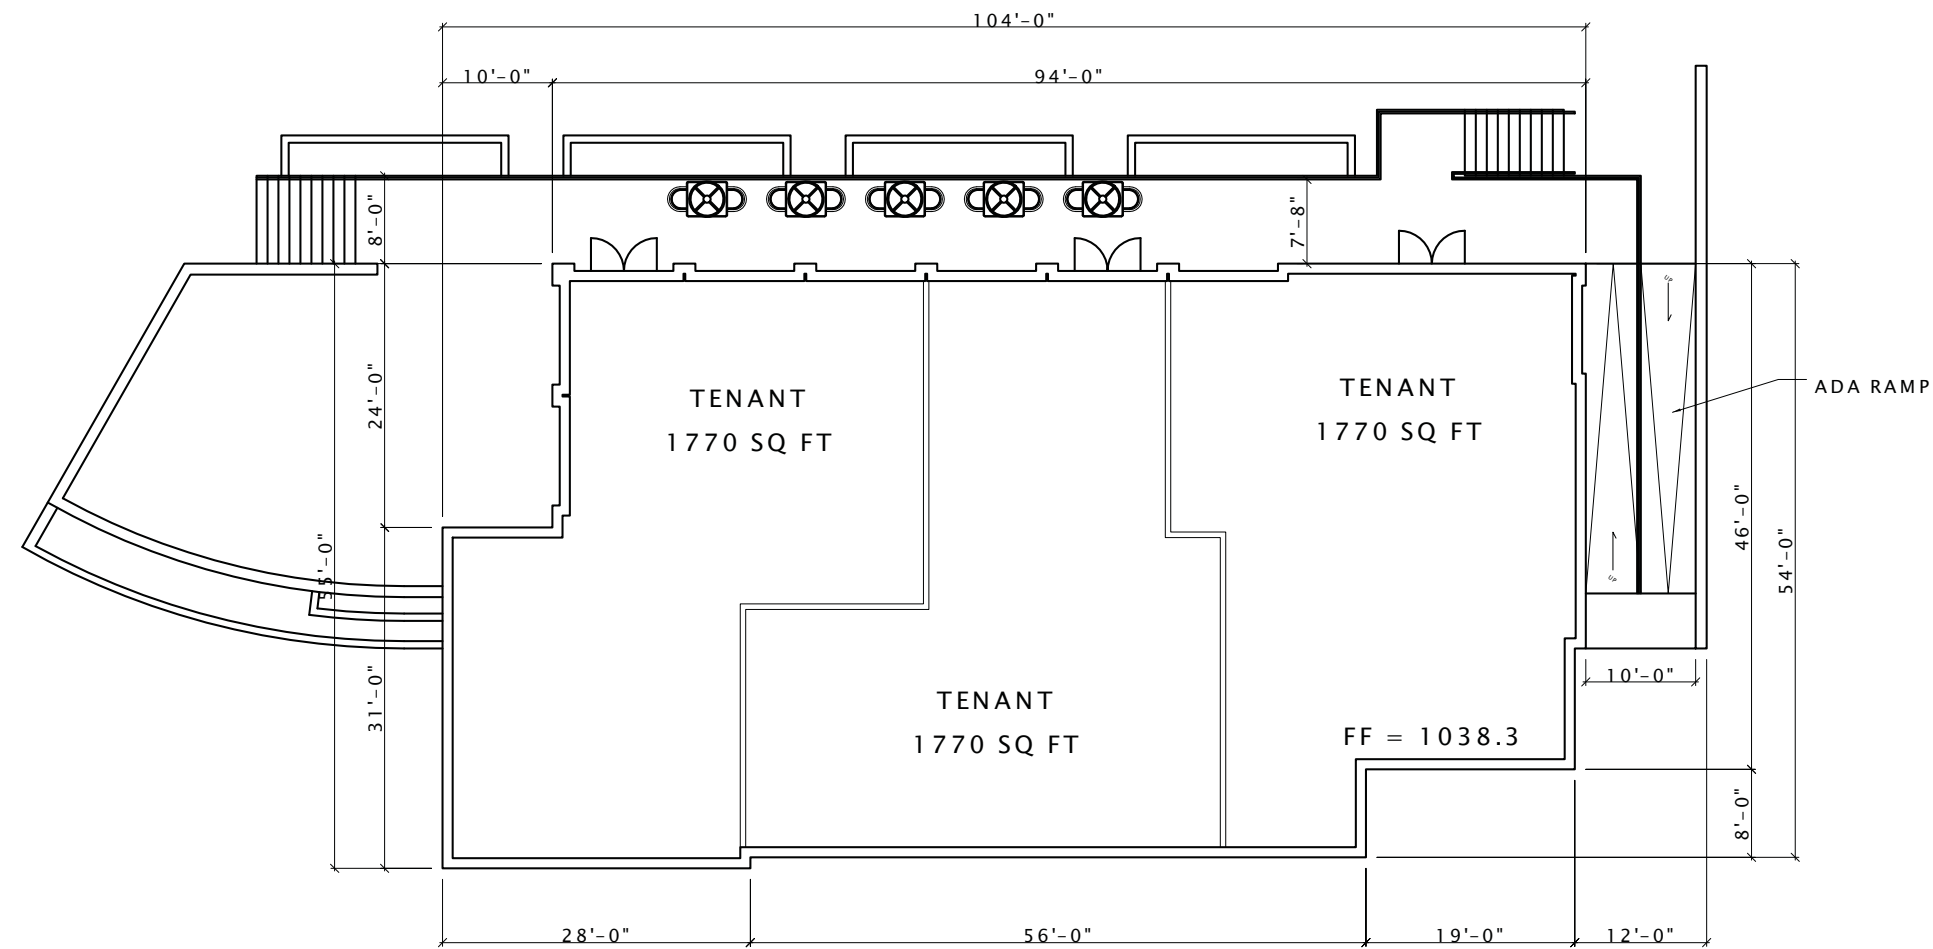 104'-0"
10'-0"
94'-0"
8'-0"
7'-8"
UP
24'-0"
TENANT
1770 SQ FT
TENANT
1770 SQ FT
ADA RAMP
46'-0"
54'-0"
55'-0"
UP
31'-0"
10'-0"
TENANT
1770 SQ FT
FF = 1038.3
8'-0"
28'-0"
56'-0"
19'-0"
12'-0"